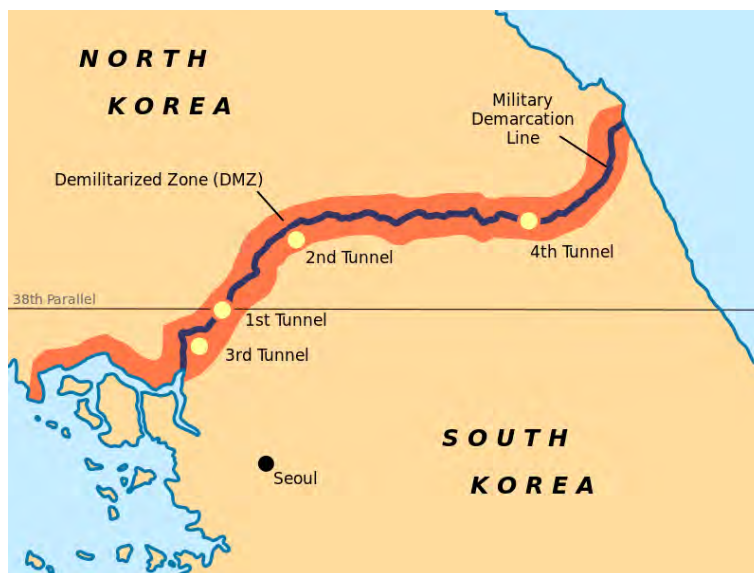 NORTH
KOREA
Military
Demarcation
Line
Demilitarized Zone (DMZ)
2nd Tunnel
4th Tunnel
38th Parallel
1st Tunnel
3rd Tunnel
SOUTH
KOREA
Seoul